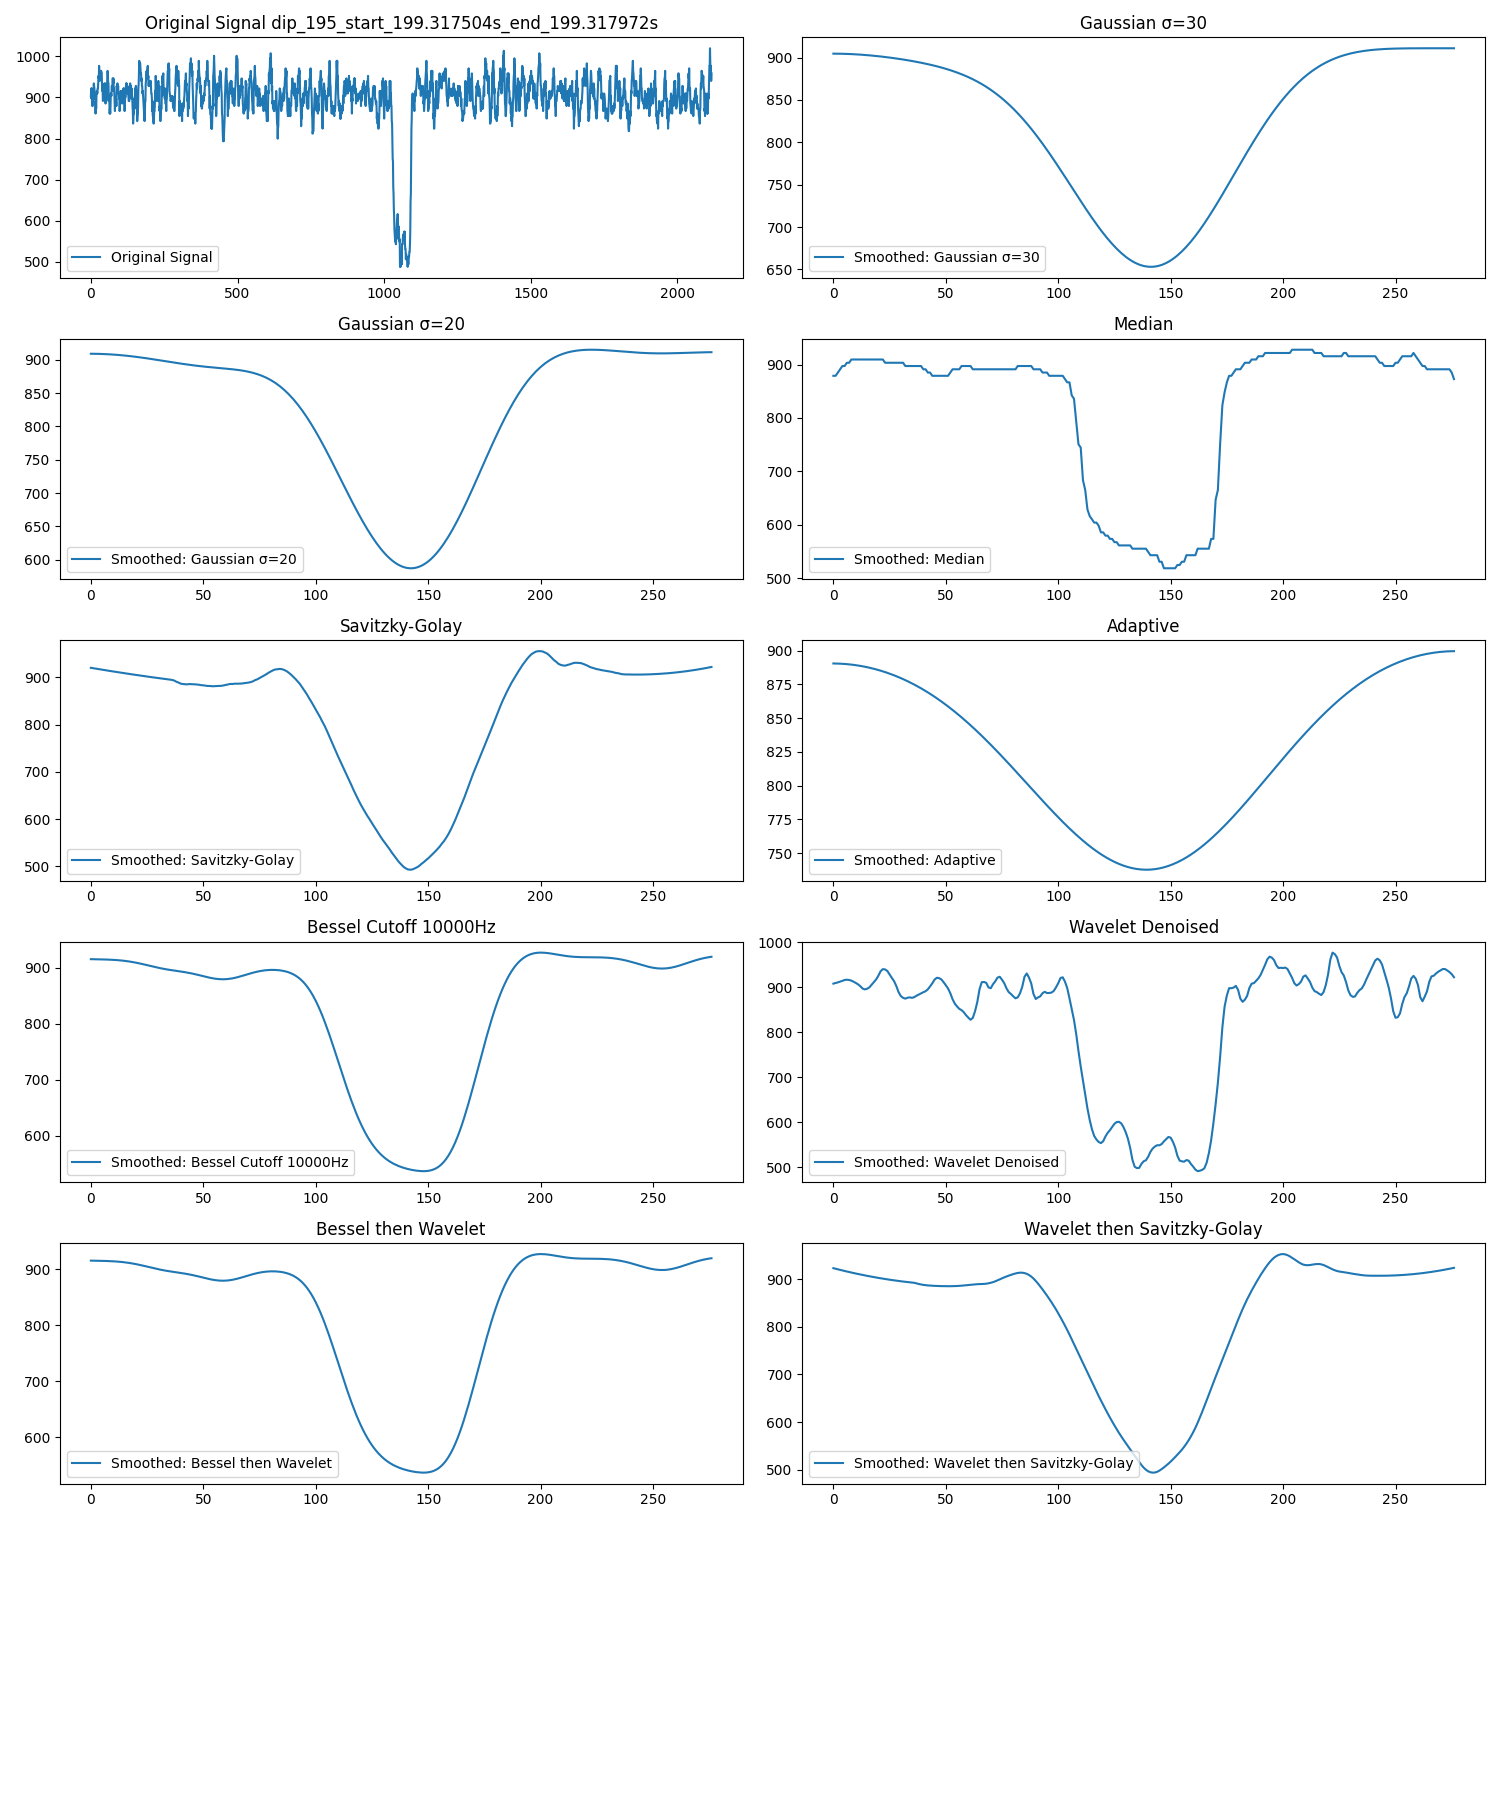 Original Signal dip_195_start_199.317504s_end_199.317972s
1000
900
800
700
600
500
Original Signal
0 500 1000 1500 2000
Gaussian σ=30
900
850
800
750
700
650
Smoothed: Gaussian σ=30
0 50 100 150 200 250
Gaussian σ=20
900
850
800
750
700
650
600
Smoothed: Gaussian σ=20
0 50 100 150 200 250
Median
900
800
700
600
500
Smoothed: Median
0 50 100 150 200 250
Savitzky-Golay
900
800
700
600
500
Smoothed: Savitzky-Golay
0 50 100 150 200 250
Adaptive
900
875
850
825
800
775
750
Smoothed: Adaptive
0 50 100 150 200 250
Bessel Cutoff 10000Hz
900
800
700
600
Smoothed: Bessel Cutoff 10000Hz
0 50 100 150 200 250
Wavelet Denoised
1000
900
800
700
600
500
Smoothed: Wavelet Denoised
0 50 100 150 200 250
Bessel then Wavelet
900
800
700
600
Smoothed: Bessel then Wavelet
0 50 100 150 200 250
Wavelet then Savitzky-Golay
900
800
700
600
500
Smoothed: Wavelet then Savitzky-Golay
0 50 100 150 200 250